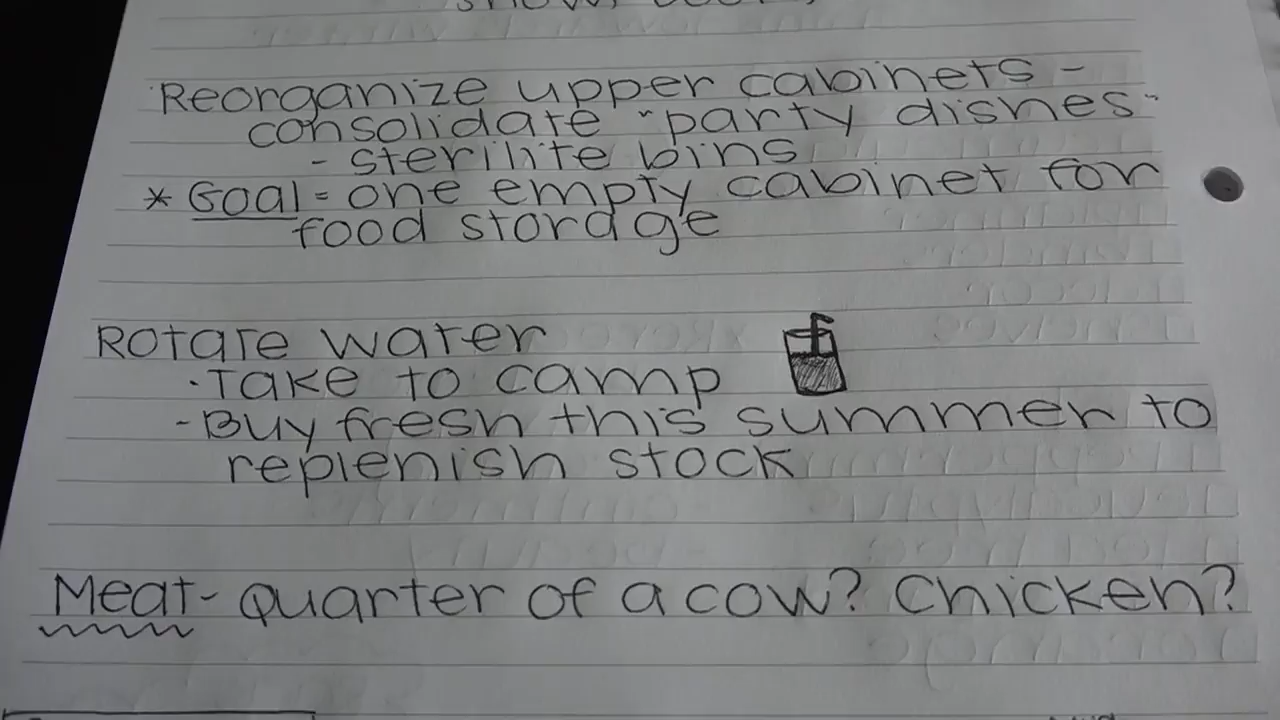 Reorganize upper cabinets -
consolidate "party dishes"
- sterilite bins
* Goal = one empty cabinet for
food storage
Rotate water
· Take to camp
- Buy fresh this summer to
replenish stock
Meat - quarter of a cow? Chicken?